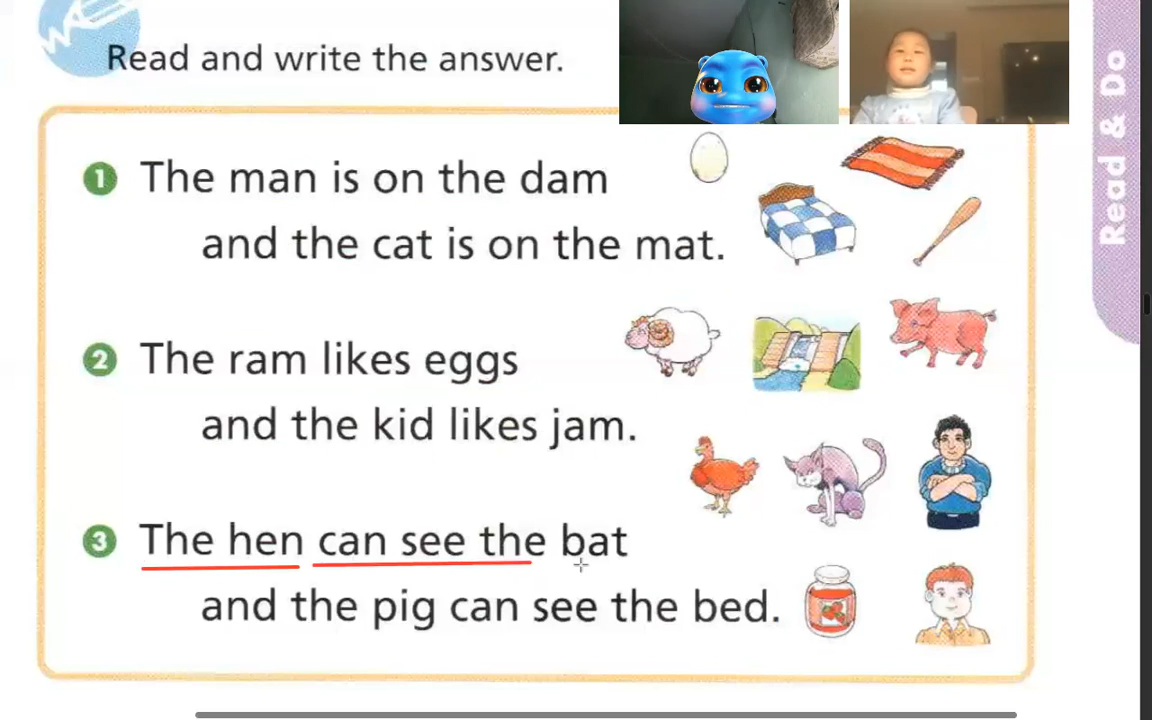 Read and write the answer.
1 The man is on the dam
and the cat is on the mat.
2 The ram likes eggs
and the kid likes jam.
3 The hen can see the bat
and the pig can see the bed.
Read & Do